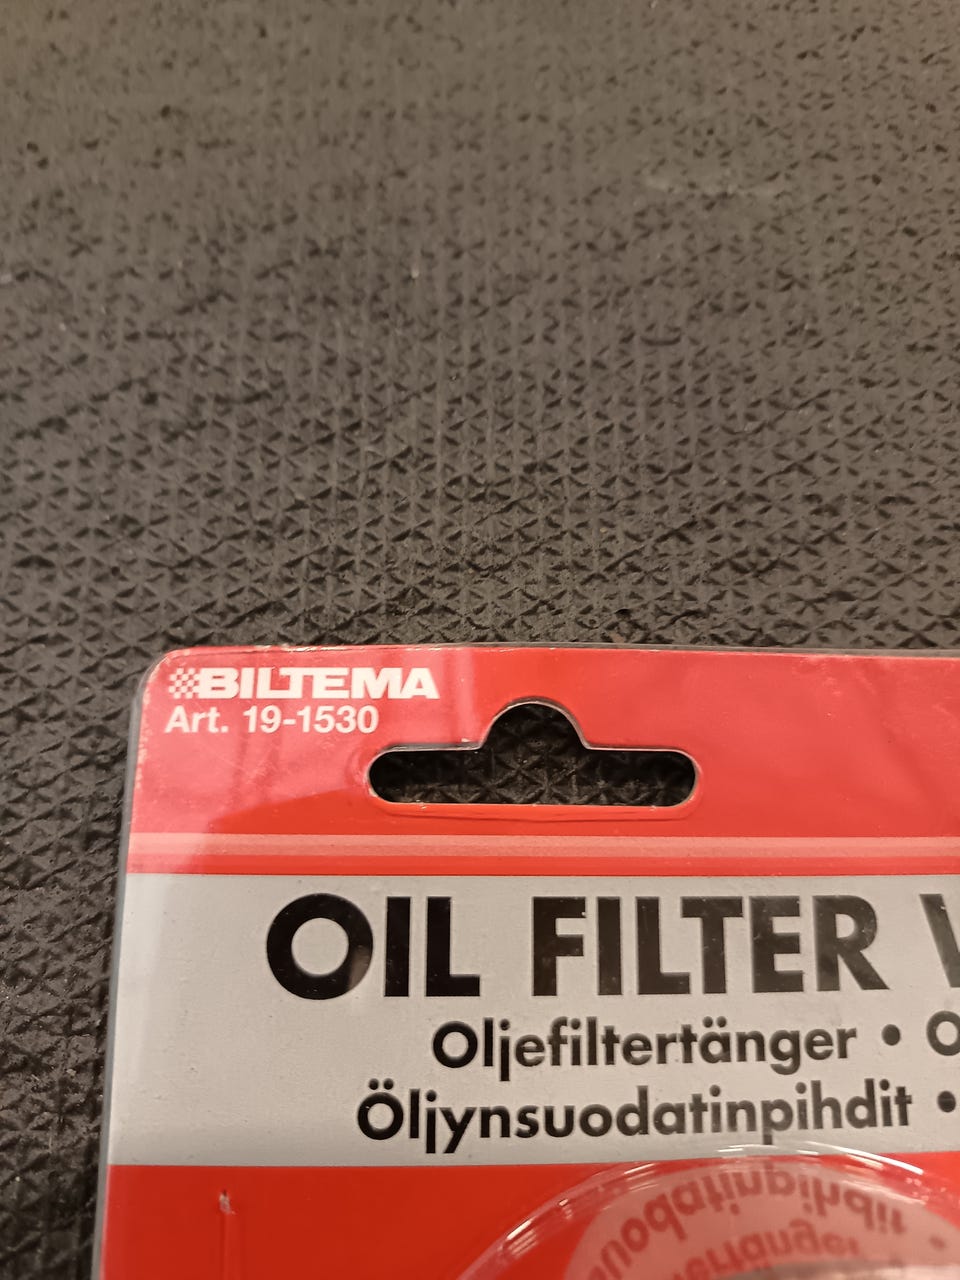 BILTEMA
Art. 19-1530
OIL FILTER
Oljefiltertänger •
Öljynsuodatinpihdit •